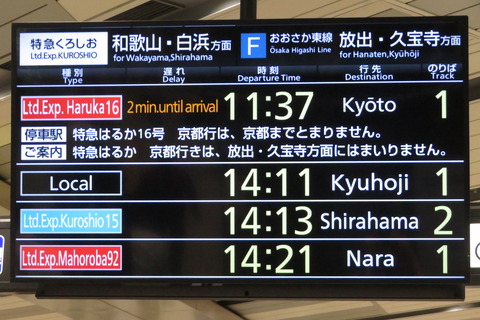 特急くろしお 和歌山・白浜方面 F おおさか東線 放出・久宝寺方面
Ltd.Exp.KUROSHIO for Wakayama,Shirahama Ōsaka Higashi Line for Hanaten,Kyūhōji
種別 遅れ 時刻 行先 のりば
Type Delay Departure Time Destination Track
Ltd.Exp. Haruka16 2 min.until arrival 11:37 Kyōto 1
停車駅 特急はるか16号 京都行は、京都までとまりません。
ご案内 特急はるか 京都行きは、放出・久宝寺方面にはまいりません。
Local 14:11 Kyuhoji 1
Ltd.Exp.Kuroshio15 14:13 Shirahama 2
Ltd.Exp.Mahoroba92 14:21 Nara 1